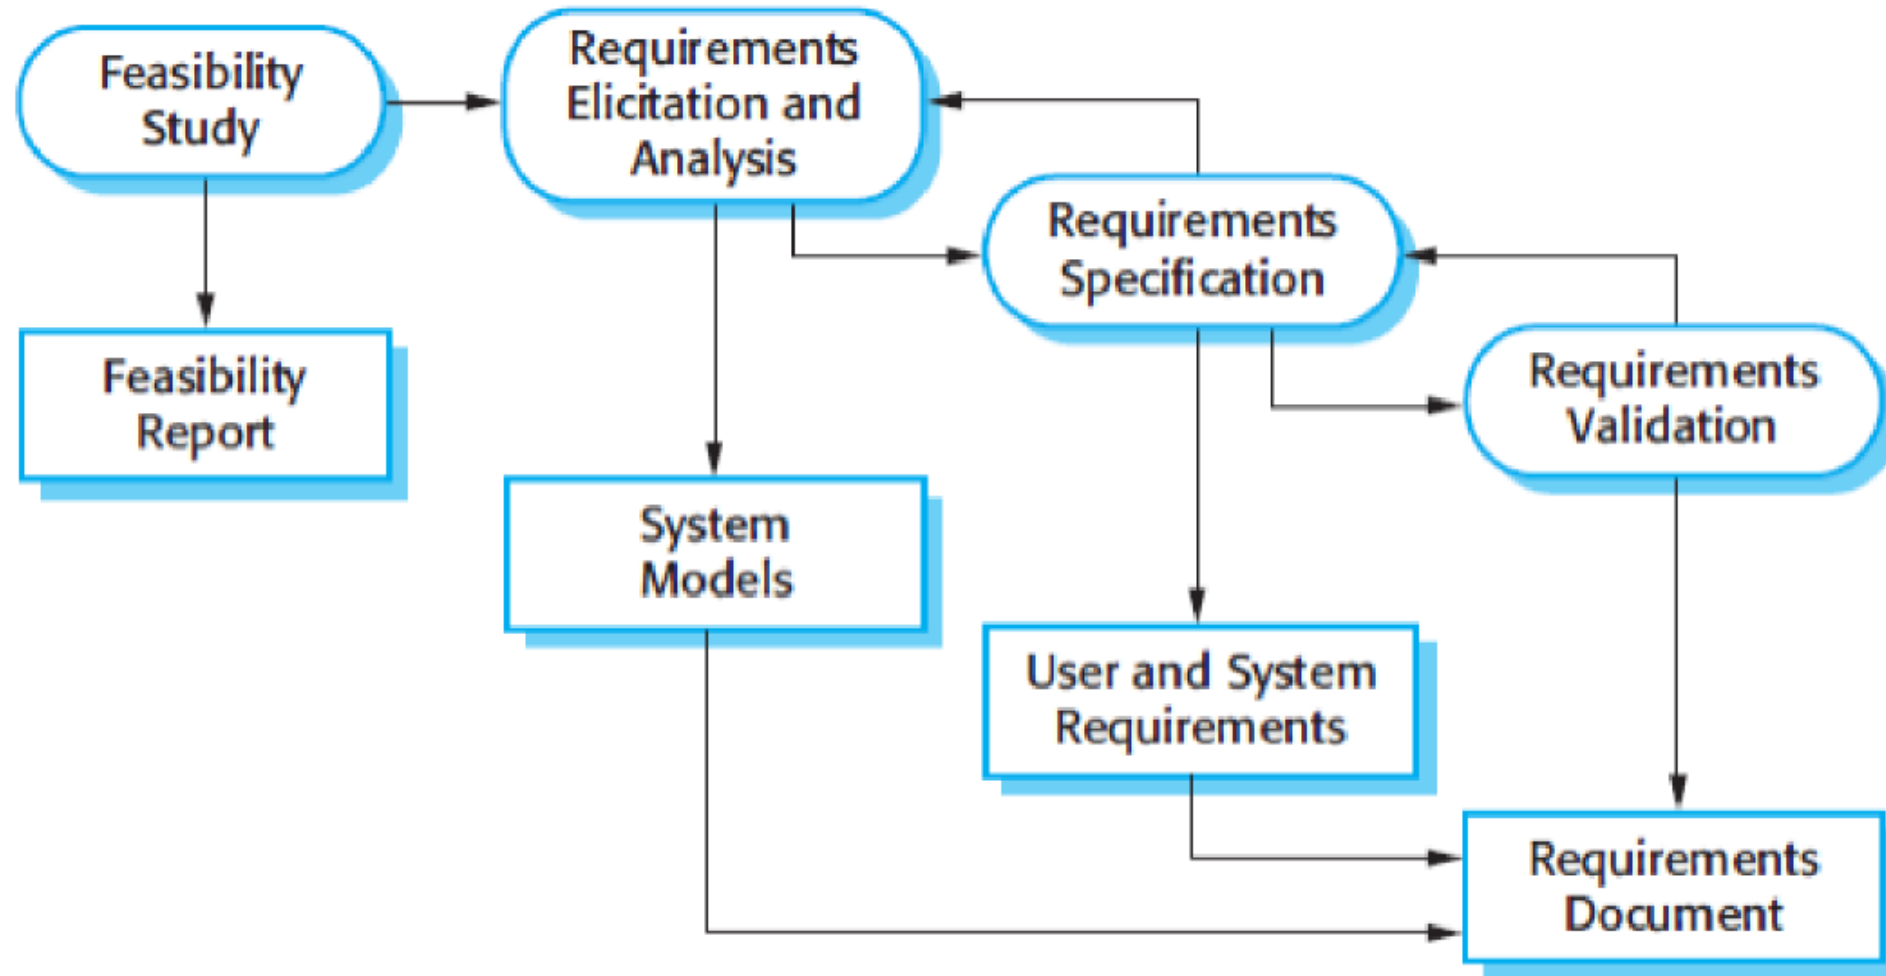 Feasibility
Study
Requirements
Elicitation and
Analysis
Requirements
Specification
Requirements
Validation
Feasibility
Report
System
Models
User and System
Requirements
Requirements
Document